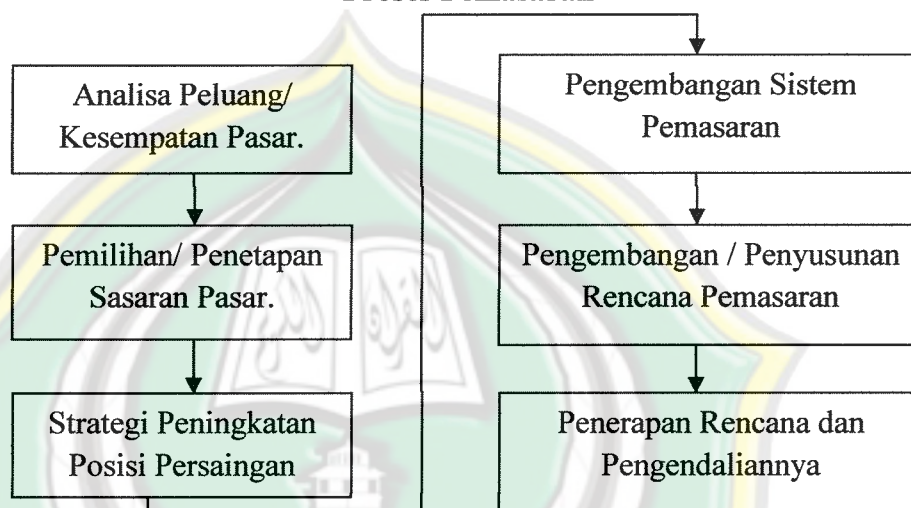 Analisa Peluang/
Kesempatan Pasar.
Pemilihan/ Penetapan
Sasaran Pasar.
Strategi Peningkatan
Posisi Persaingan
Pengembangan Sistem
Pemasaran
Pengembangan / Penyusunan
Rencana Pemasaran
Penerapan Rencana dan
Pengendaliannya